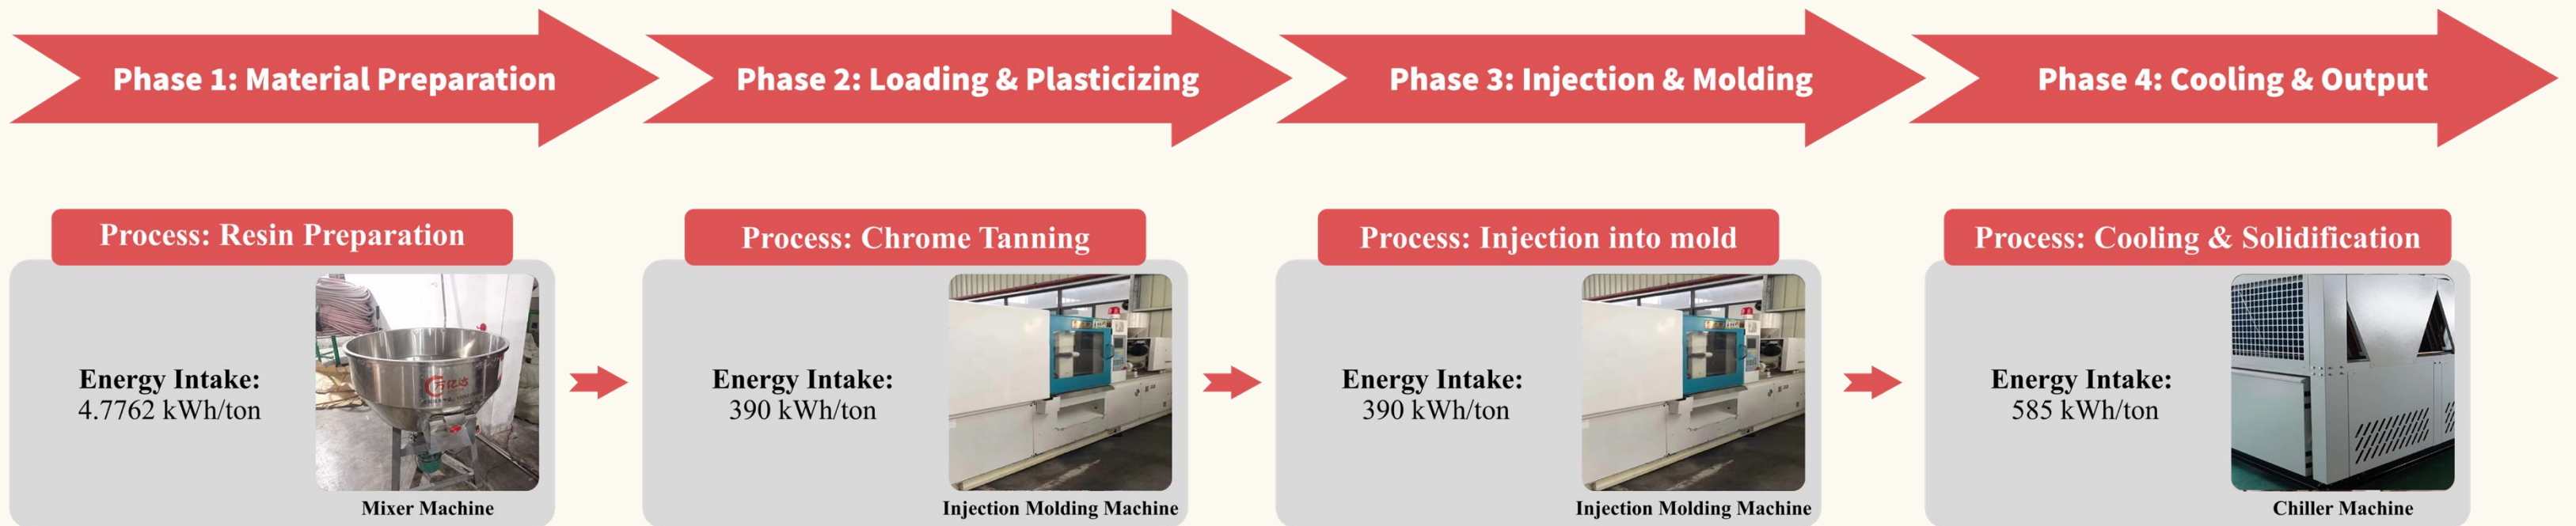 Phase 1: Material Preparation
Phase 2: Loading & Plasticizing
Phase 3: Injection & Molding
Phase 4: Cooling & Output
Process: Resin Preparation
Energy Intake:
4.7762 kWh/ton
万亿达
Mixer Machine
Process: Chrome Tanning
Energy Intake:
390 kWh/ton
Injection Molding Machine
Process: Injection into mold
Energy Intake:
390 kWh/ton
Injection Molding Machine
Process: Cooling & Solidification
Energy Intake:
585 kWh/ton
Chiller Machine